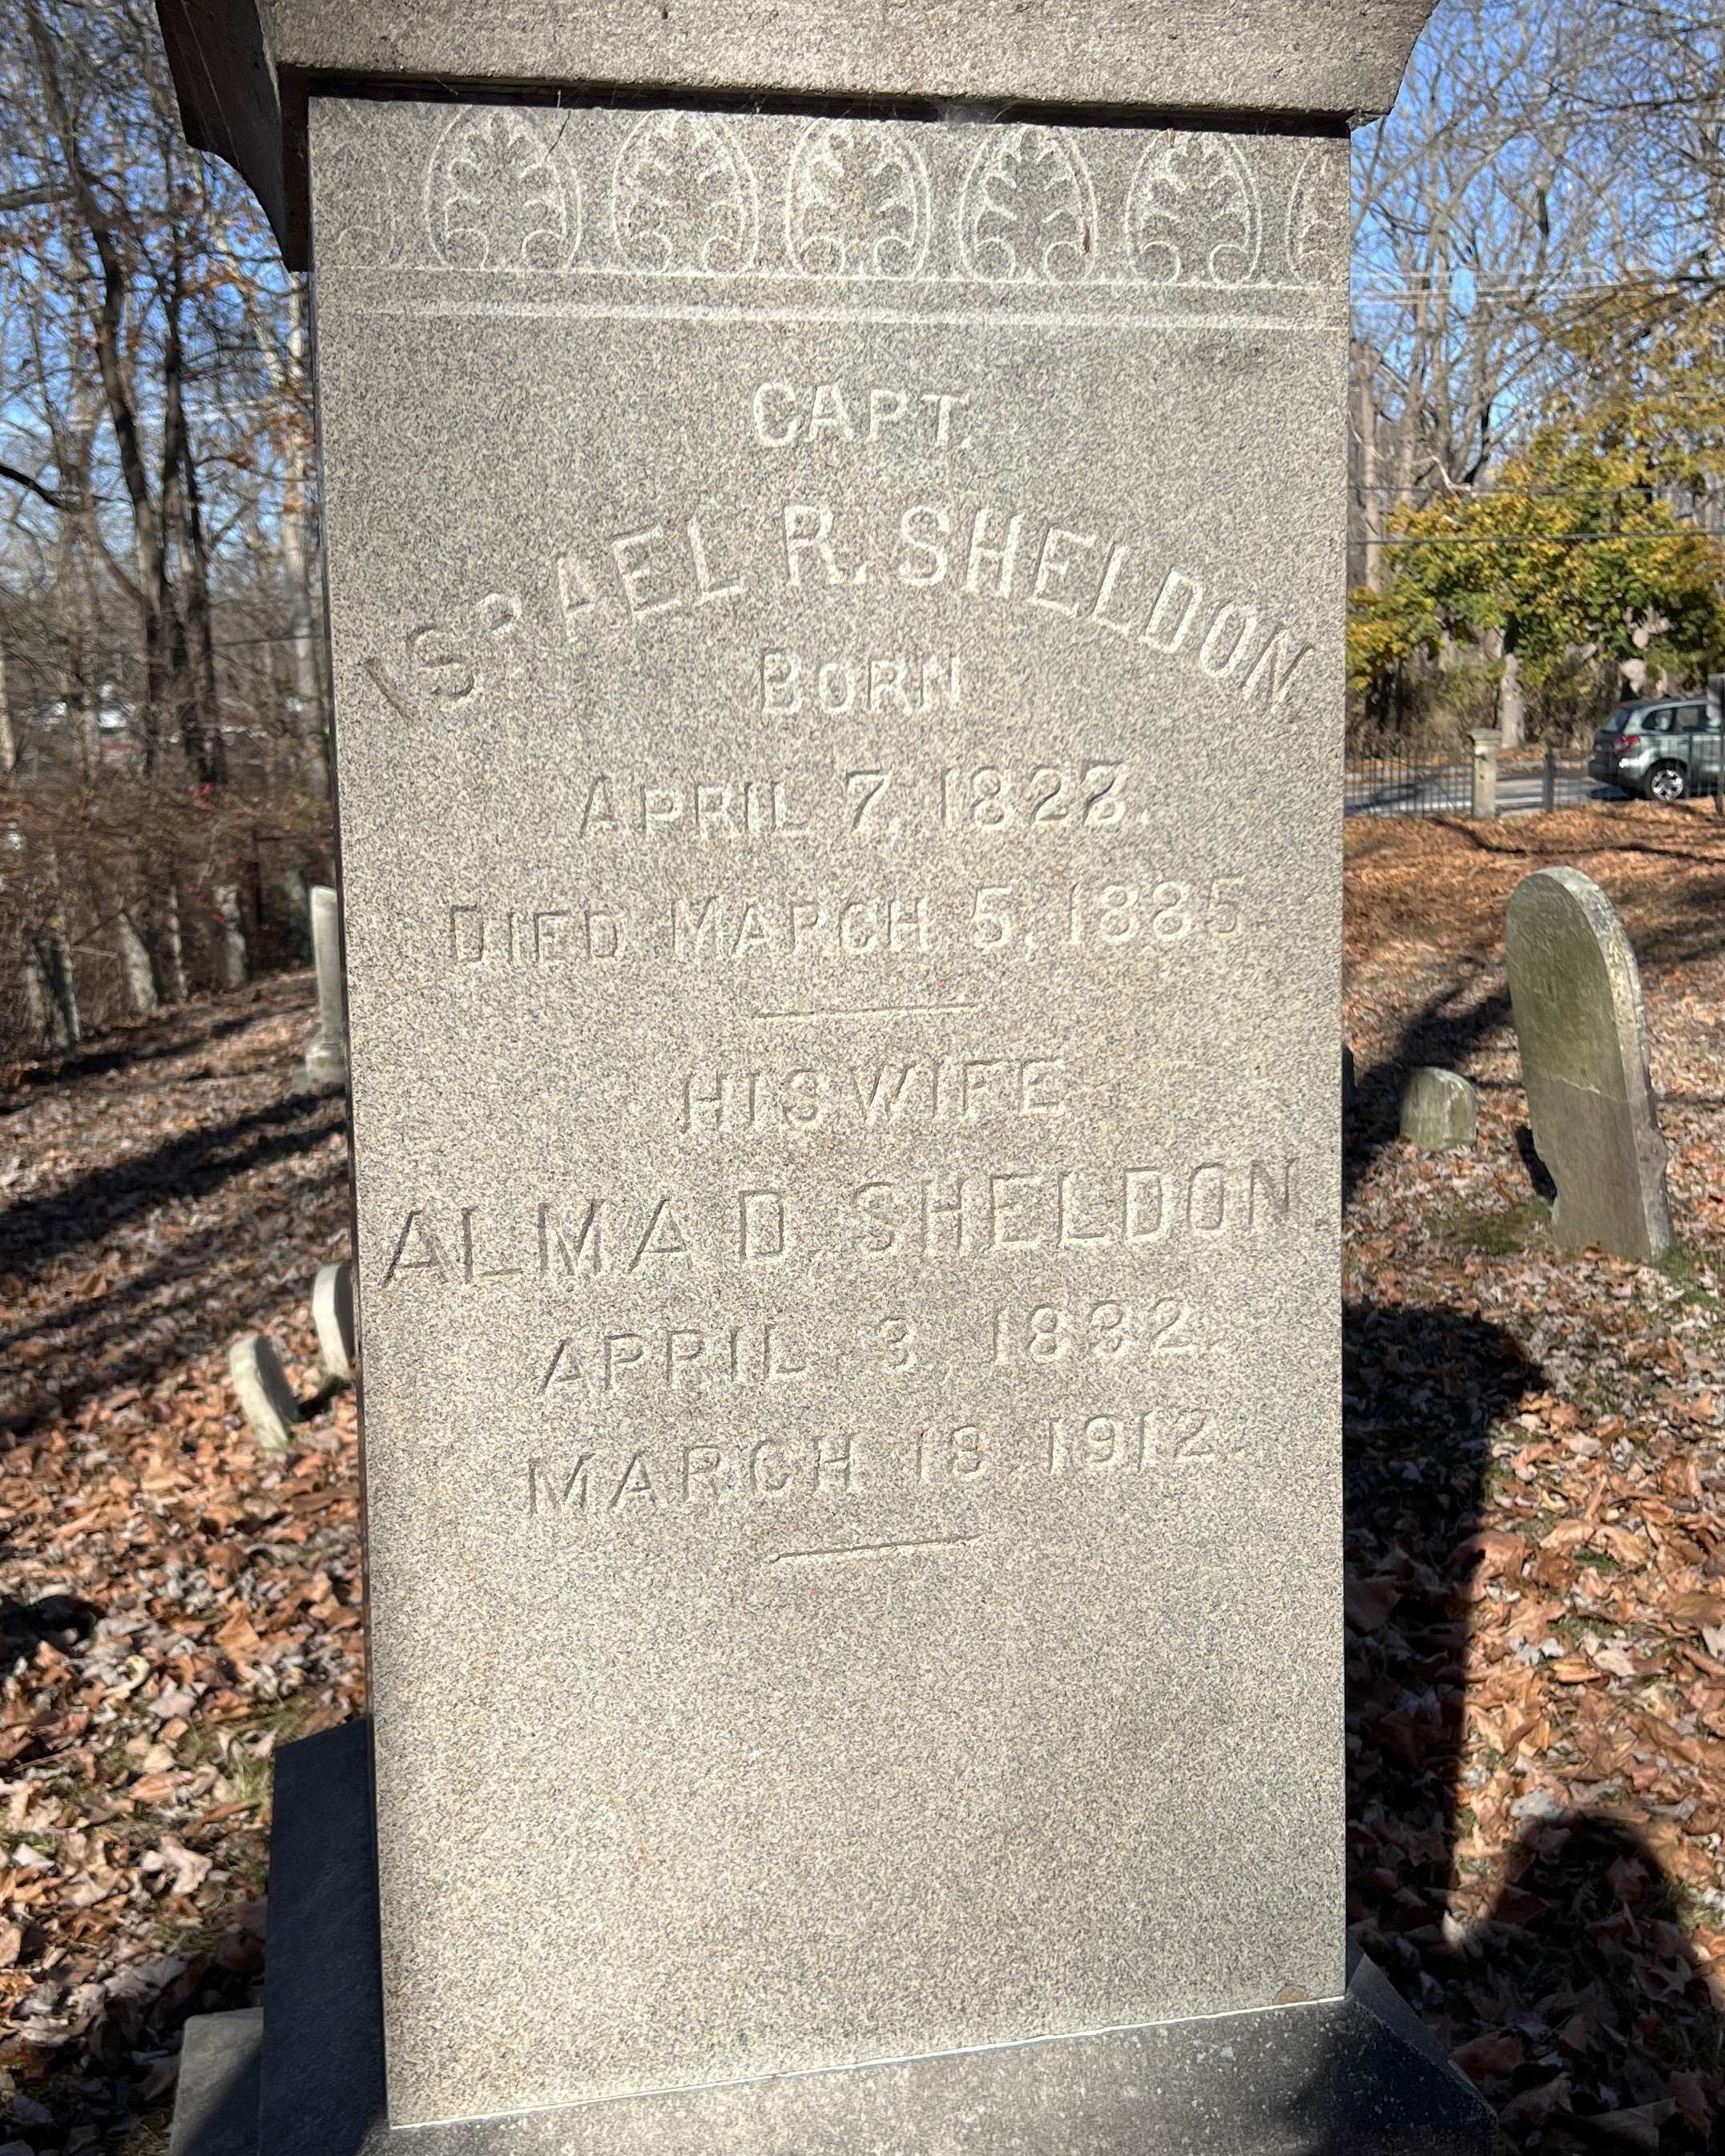 CAPT.
ISRAEL R. SHELDON
BORN
APRIL 7, 1823.
DIED MARCH 5, 1885
HIS WIFE
ALMA D. SHELDON.
APRIL 3, 1832.
MARCH 18, 1912.